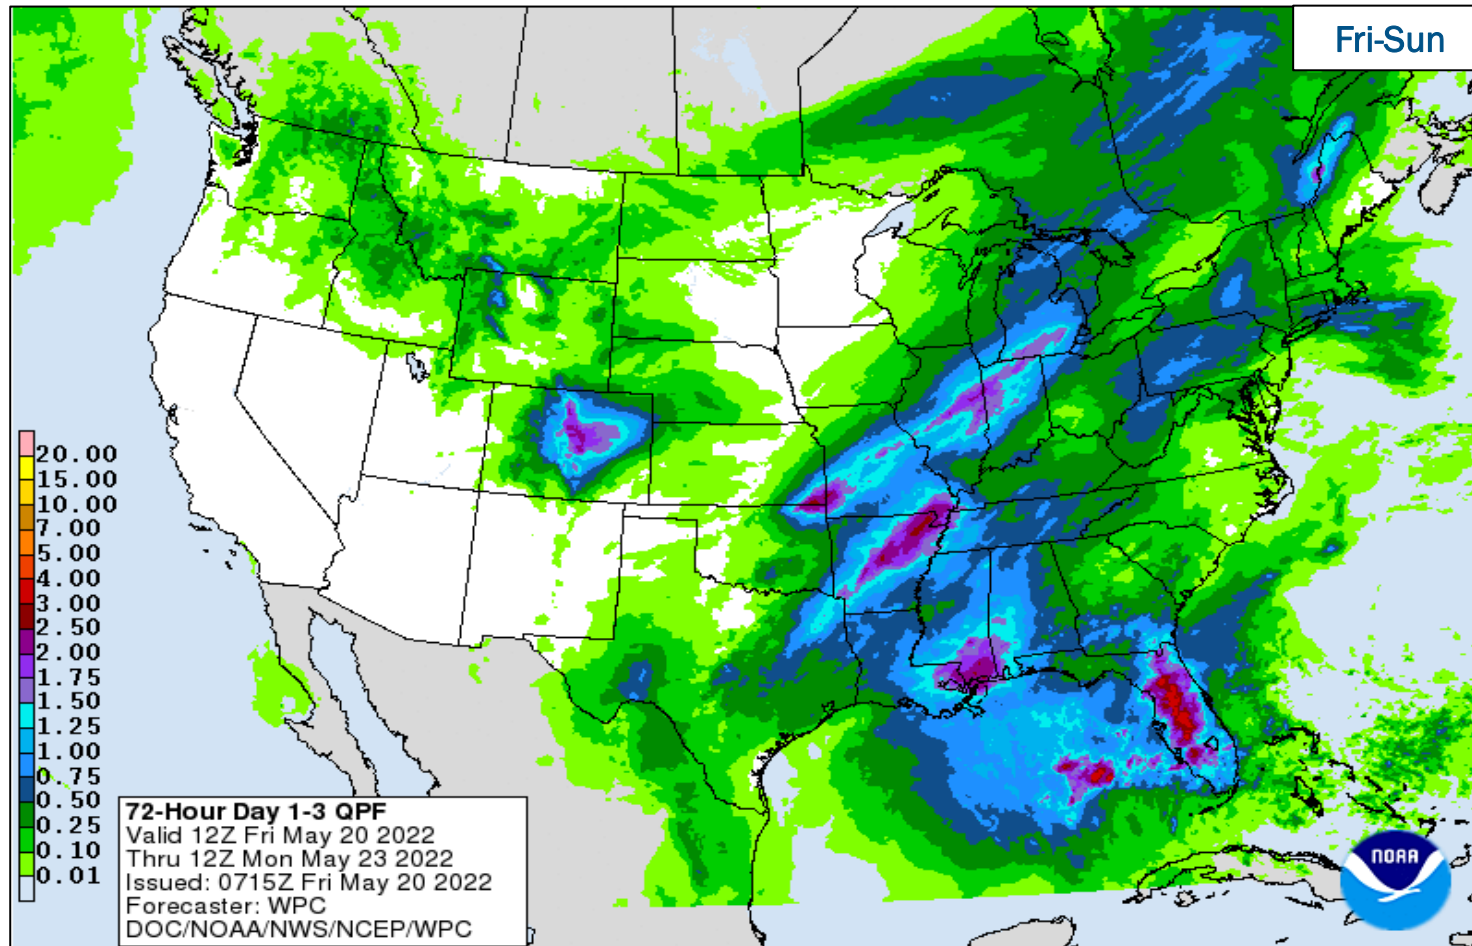 Fri-Sun
20.00
15.00
10.00
7.00
5.00
4.00
3.00
2.50
2.00
1.75
1.50
1.25
1.00
0.75
0.50
0.25
0.10
0.01
72-Hour Day 1-3 QPF
Valid 12Z Fri May 20 2022
Thru 12Z Mon May 23 2022
Issued: 0715Z Fri May 20 2022
Forecaster: WPC
DOC/NOAA/NWS/NCEP/WPC
NOAA